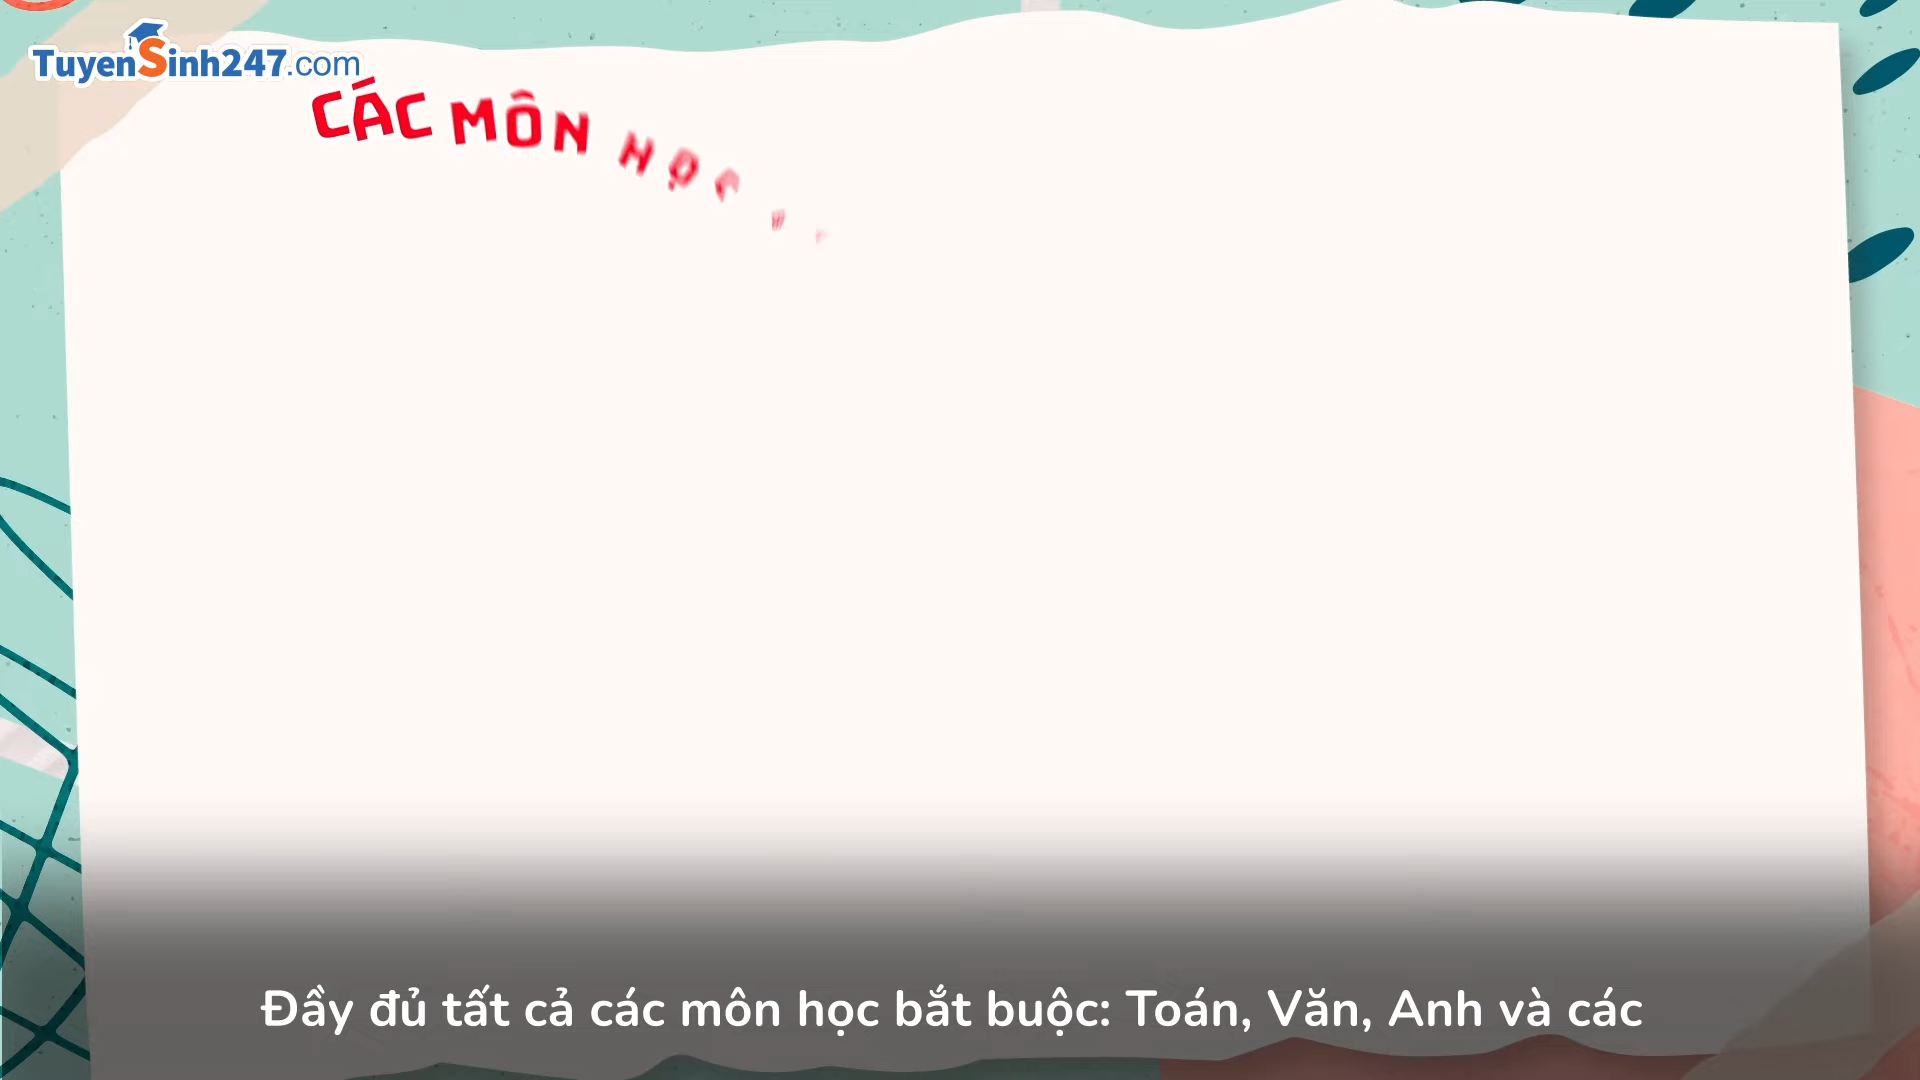 TuyenSinh247.com
CÁC MÔN HỌC
Đầy đủ tất cả các môn học bắt buộc: Toán, Văn, Anh và các